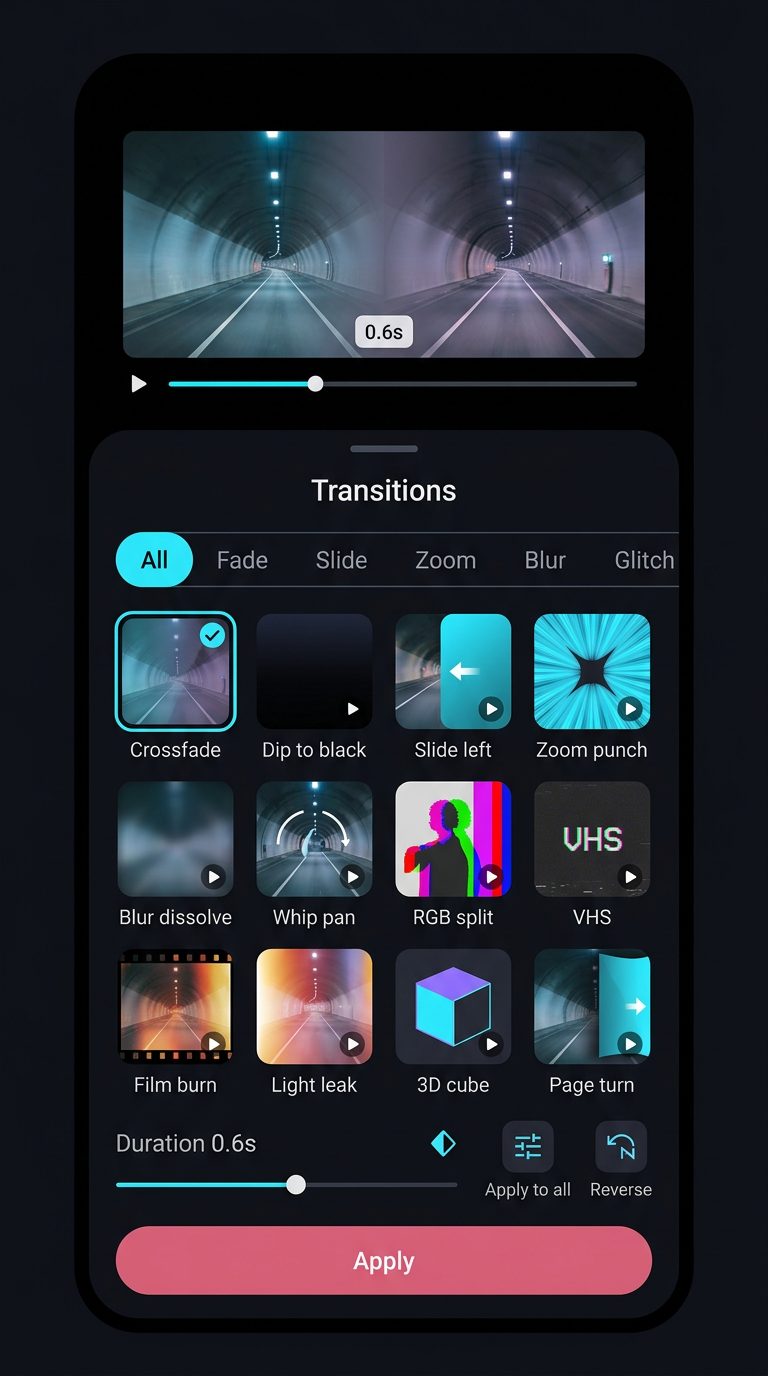 0.6s
Transitions
All Fade Slide Zoom Blur Glitch
Crossfade Dip to black Slide left Zoom punch
VHS
Blur dissolve Whip pan RGB split VHS
Film burn Light leak 3D cube Page turn
Duration 0.6s
Apply to all Reverse
Apply